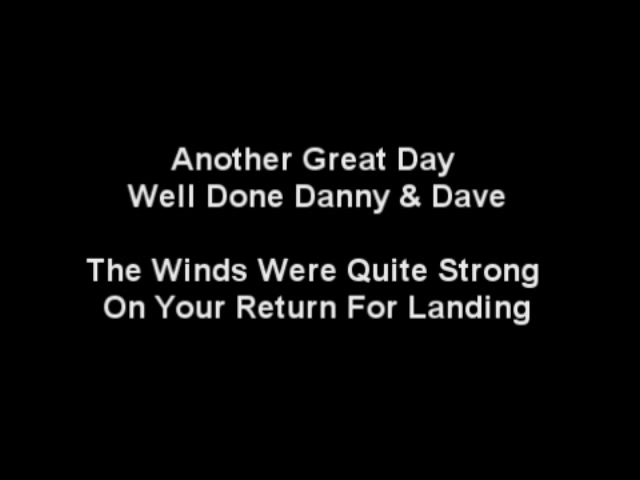 Another Great Day
Well Done Danny & Dave
The Winds Were Quite Strong
On Your Return For Landing